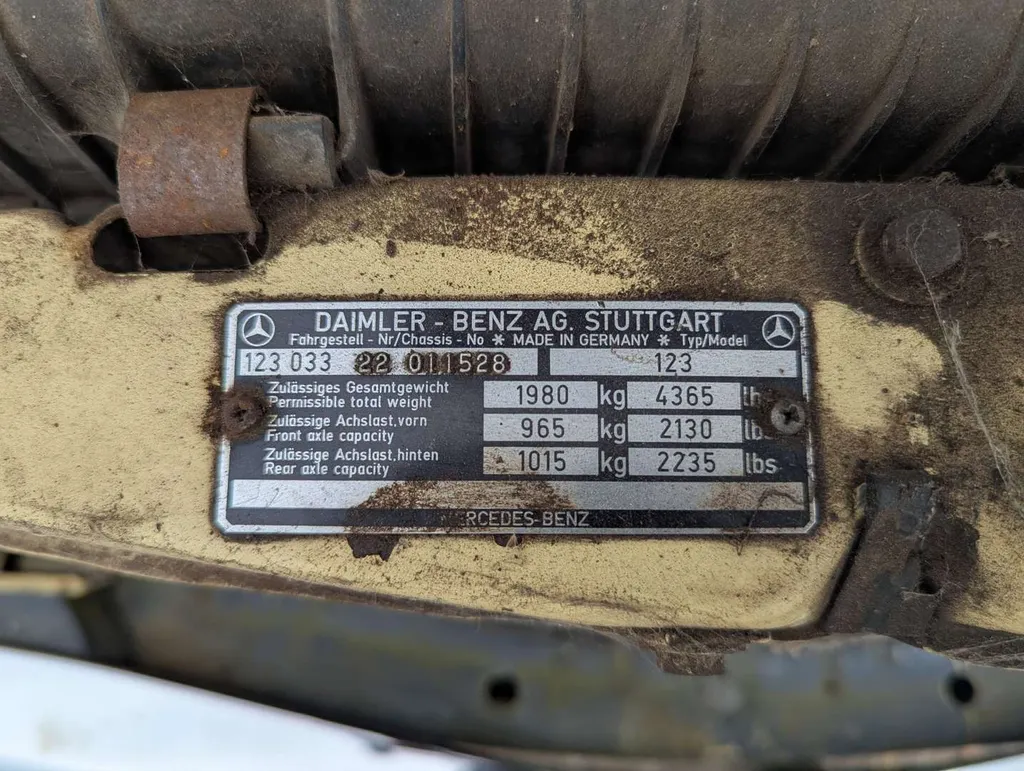 DAIMLER - BENZ AG. STUTTGART
Fahrgestell - Nr/Chassis - No * MADE IN GERMANY * Typ/Model
123 033 22 011528 123
Zulässiges Gesamtgewicht
Permissible total weight 1980 kg 4365 lb
Zulässige Achslast,vorn
Front axle capacity 965 kg 2130 lbs
Zulässige Achslast,hinten
Rear axle capacity 1015 kg 2235 lbs
RCEDES-BENZ